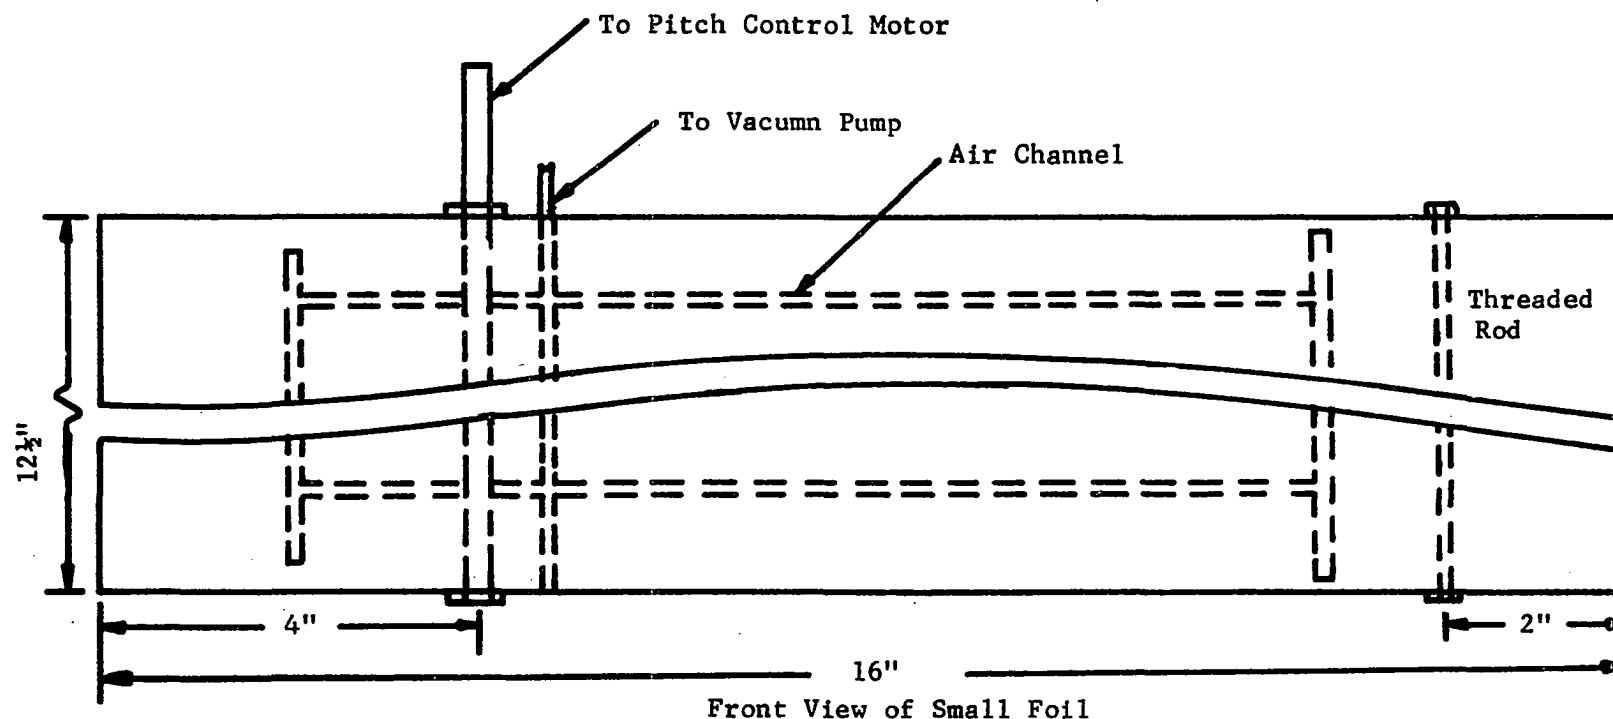 To Pitch Control Motor
To Vacumn Pump
Air Channel
Threaded
Rod
12½"
4"
2"
16"
Front View of Small Foil